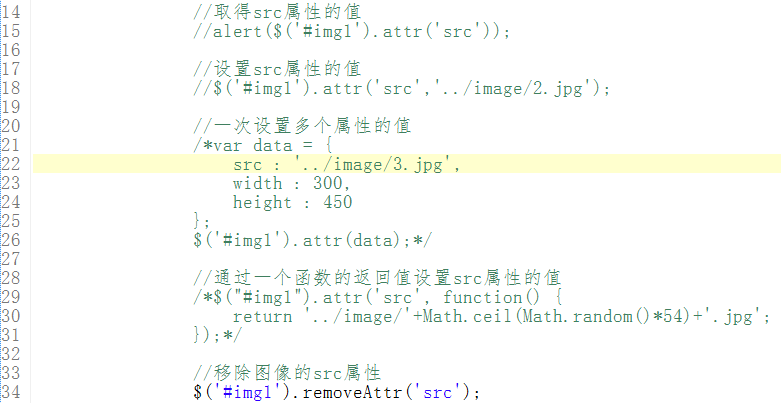 14 //取得src属性的值
15 //alert($('#img1').attr('src'));
16
17 //设置src属性的值
18 //$('#img1').attr('src','../image/2.jpg');
19
20 //一次设置多个属性的值
21 /*var data = {
22 src : '../image/3.jpg',
23 width : 300,
24 height : 450
25 };
26 $('#img1').attr(data);*/
27
28 //通过一个函数的返回值设置src属性的值
29 /*$("#img1").attr('src', function() {
30 return '../image/'+Math.ceil(Math.random()*54)+'.jpg';
31 });*/
32
33 //移除图像的src属性
34 $('#img1').removeAttr('src');